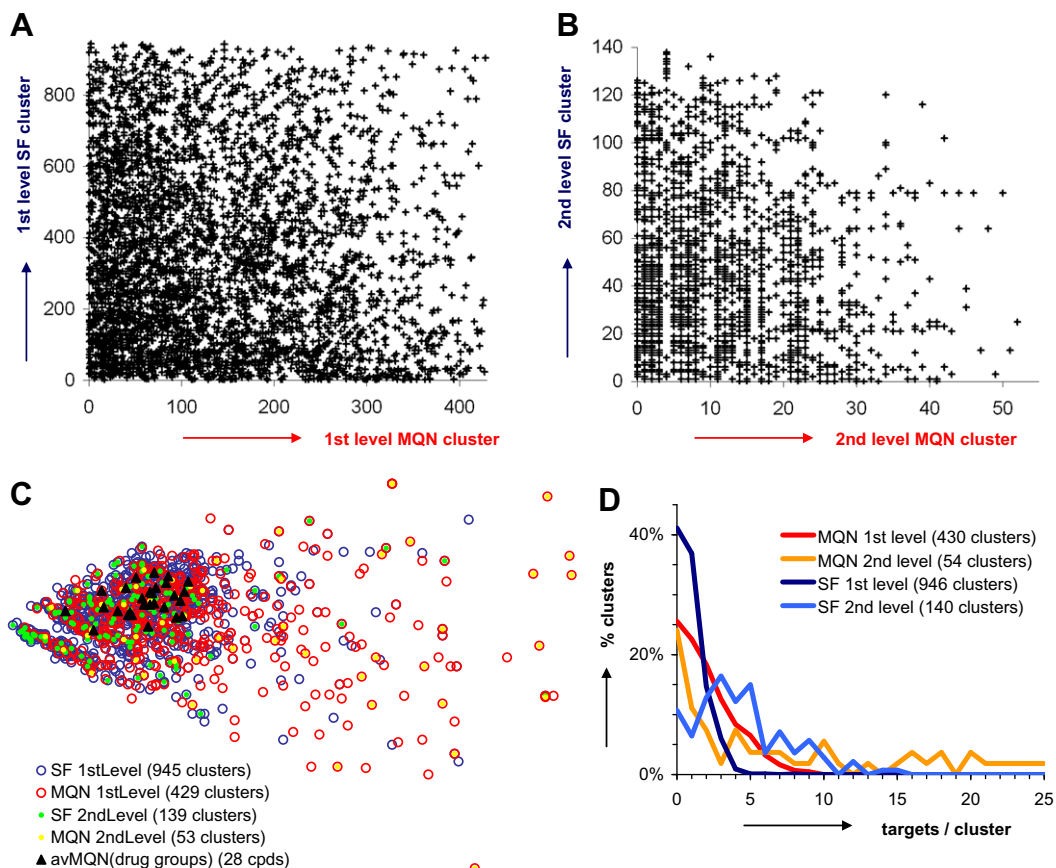 A
1st level SF cluster
800
600
400
200
0
0 100 200 300 400
1st level MQN cluster
B
2nd level SF cluster
140
120
100
80
60
40
20
0
0 10 20 30 40 50
2nd level MQN cluster
C
SF 1stLevel (945 clusters)
MQN 1stLevel (429 clusters)
SF 2ndLevel (139 clusters)
MQN 2ndLevel (53 clusters)
avMQN(drug groups) (28 cpds)
D
% clusters
40%
20%
0%
MQN 1st level (430 clusters)
MQN 2nd level (54 clusters)
SF 1st level (946 clusters)
SF 2nd level (140 clusters)
0 5 10 15 20 25
targets / cluster